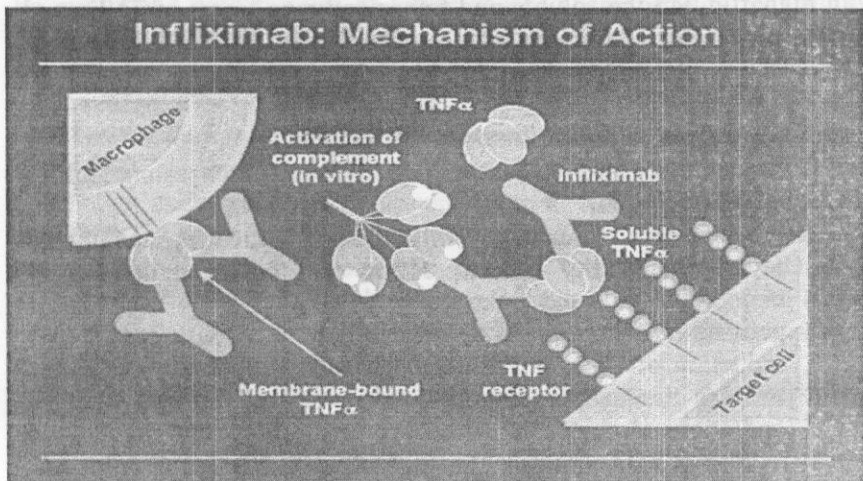 Infliximab: Mechanism of Action
Macrophage
Activation of
complement
(in vitro)
TNFα
Infliximab
Soluble
TNFα
Membrane-bound
TNFα
TNF
receptor
Target cell